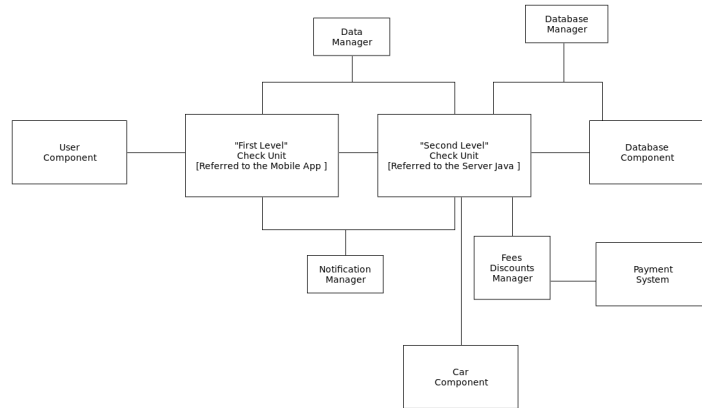 Database
Manager
Data
Manager
User
Component
"First Level"
Check Unit
[Referred to the Mobile App ]
"Second Level"
Check Unit
[Referred to the Server Java ]
Database
Component
Notification
Manager
Fees
Discounts
Manager
Payment
System
Car
Component